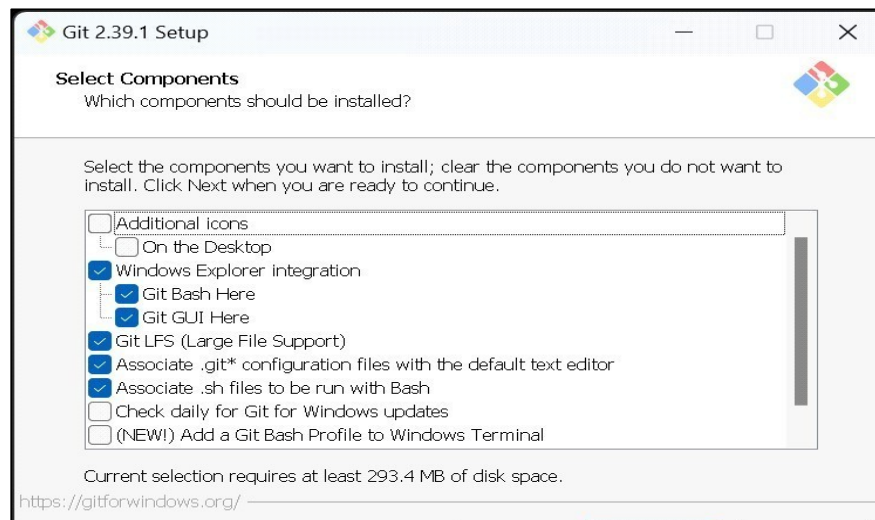 Git 2.39.1 Setup
Select Components
Which components should be installed?
Select the components you want to install; clear the components you do not want to
install. Click Next when you are ready to continue.
Additional icons
On the Desktop
Windows Explorer integration
Git Bash Here
Git GUI Here
Git LFS (Large File Support)
Associate .git* configuration files with the default text editor
Associate .sh files to be run with Bash
Check daily for Git for Windows updates
(NEW!) Add a Git Bash Profile to Windows Terminal
Current selection requires at least 293.4 MB of disk space.
https://gitforwindows.org/